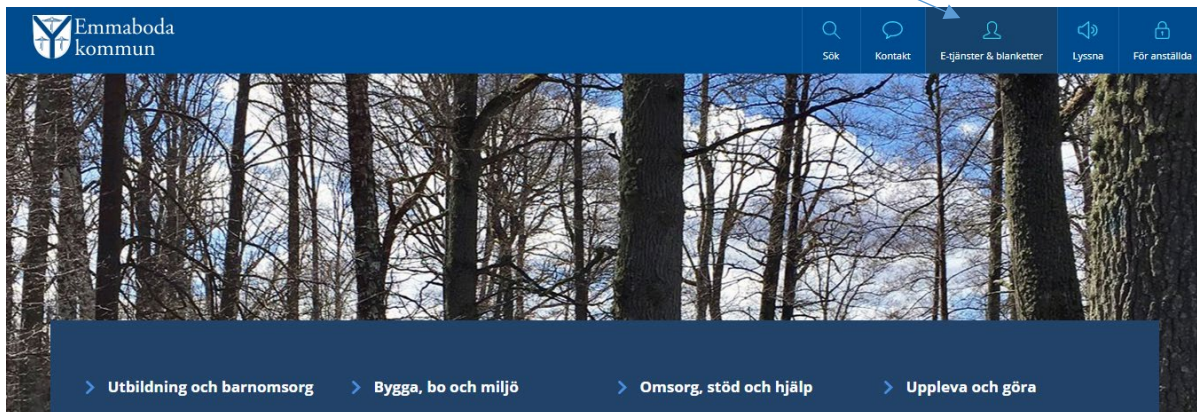 Emmaboda
kommun
Sök
Kontakt
E-tjänster & blanketter
Lyssna
För anställda
Utbildning och barnomsorg
Bygga, bo och miljö
Omsorg, stöd och hjälp
Uppleva och göra